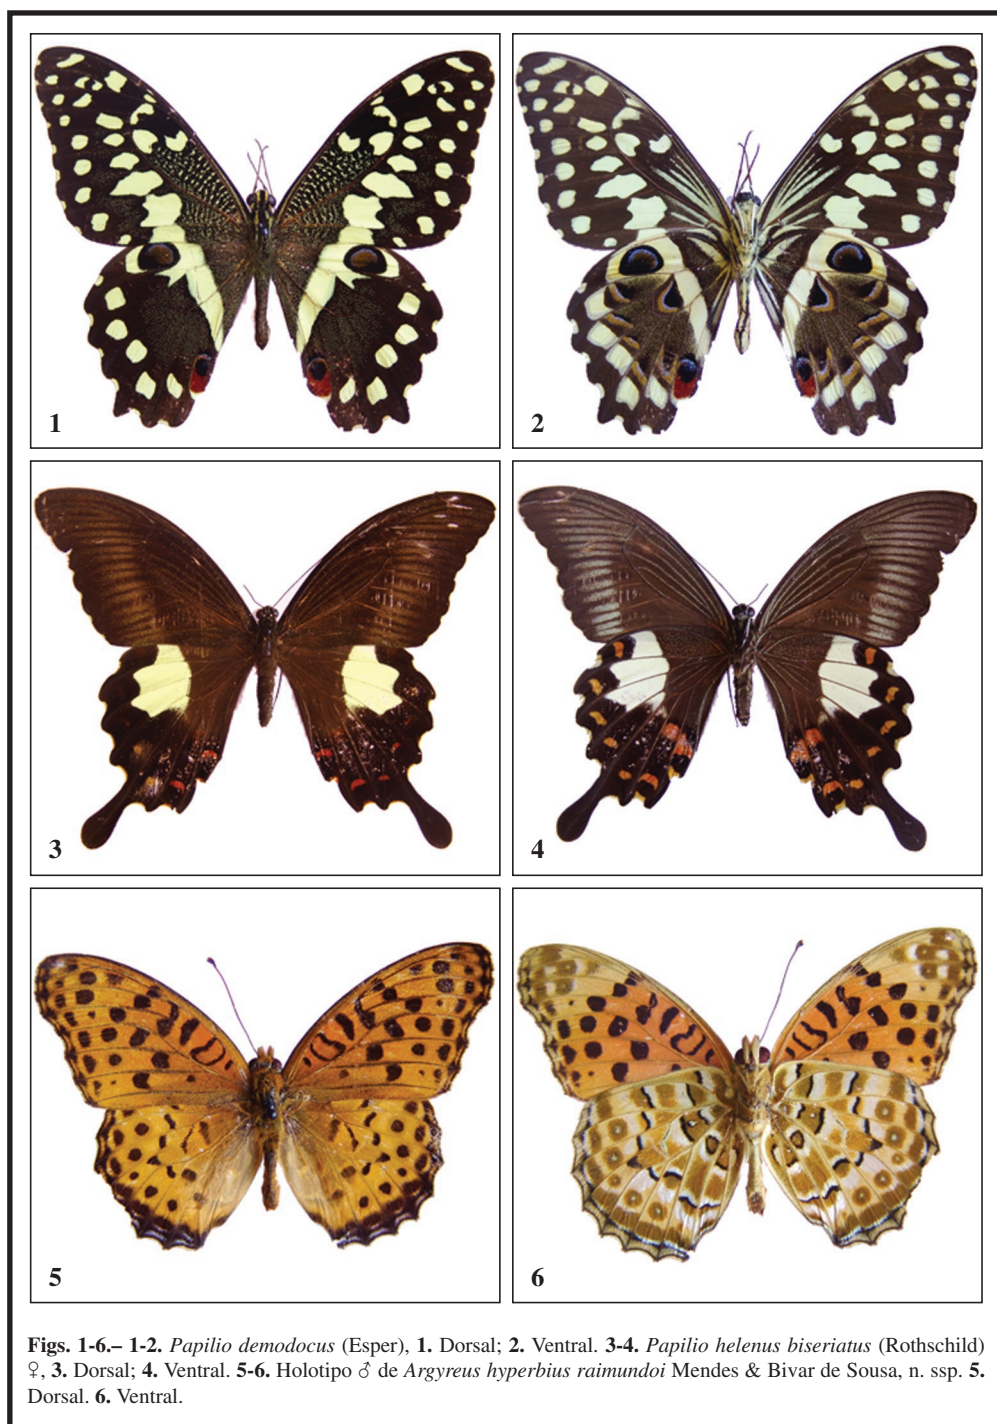 1
2
3
4
5
6
Figs. 1-6.– 1-2. Papilio demodocus (Esper), 1. Dorsal; 2. Ventral. 3-4. Papilio helenus biseriatus (Rothschild)
♀, 3. Dorsal; 4. Ventral. 5-6. Holotipo ♂ de Argyreus hyperbius raimundoi Mendes & Bivar de Sousa, n. ssp. 5.
Dorsal. 6. Ventral.